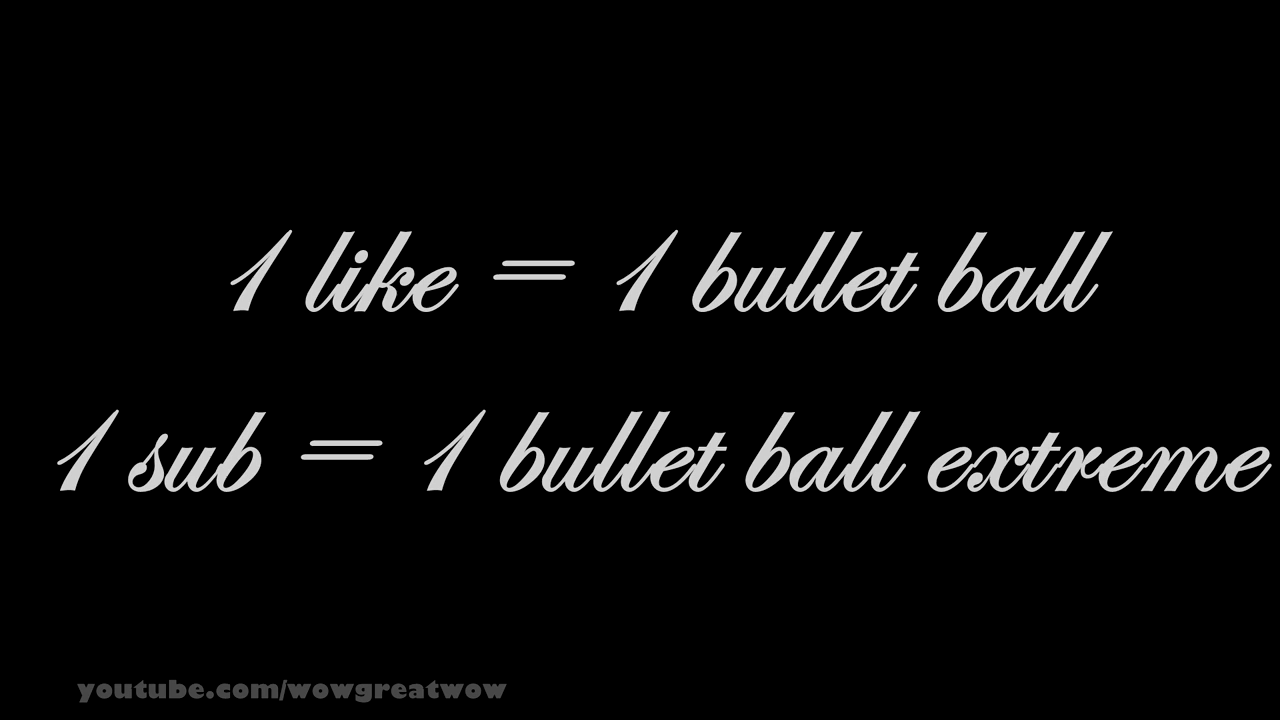 1 like = 1 bullet ball
1 sub = 1 bullet ball extreme
youtube.com/wowgreatwow